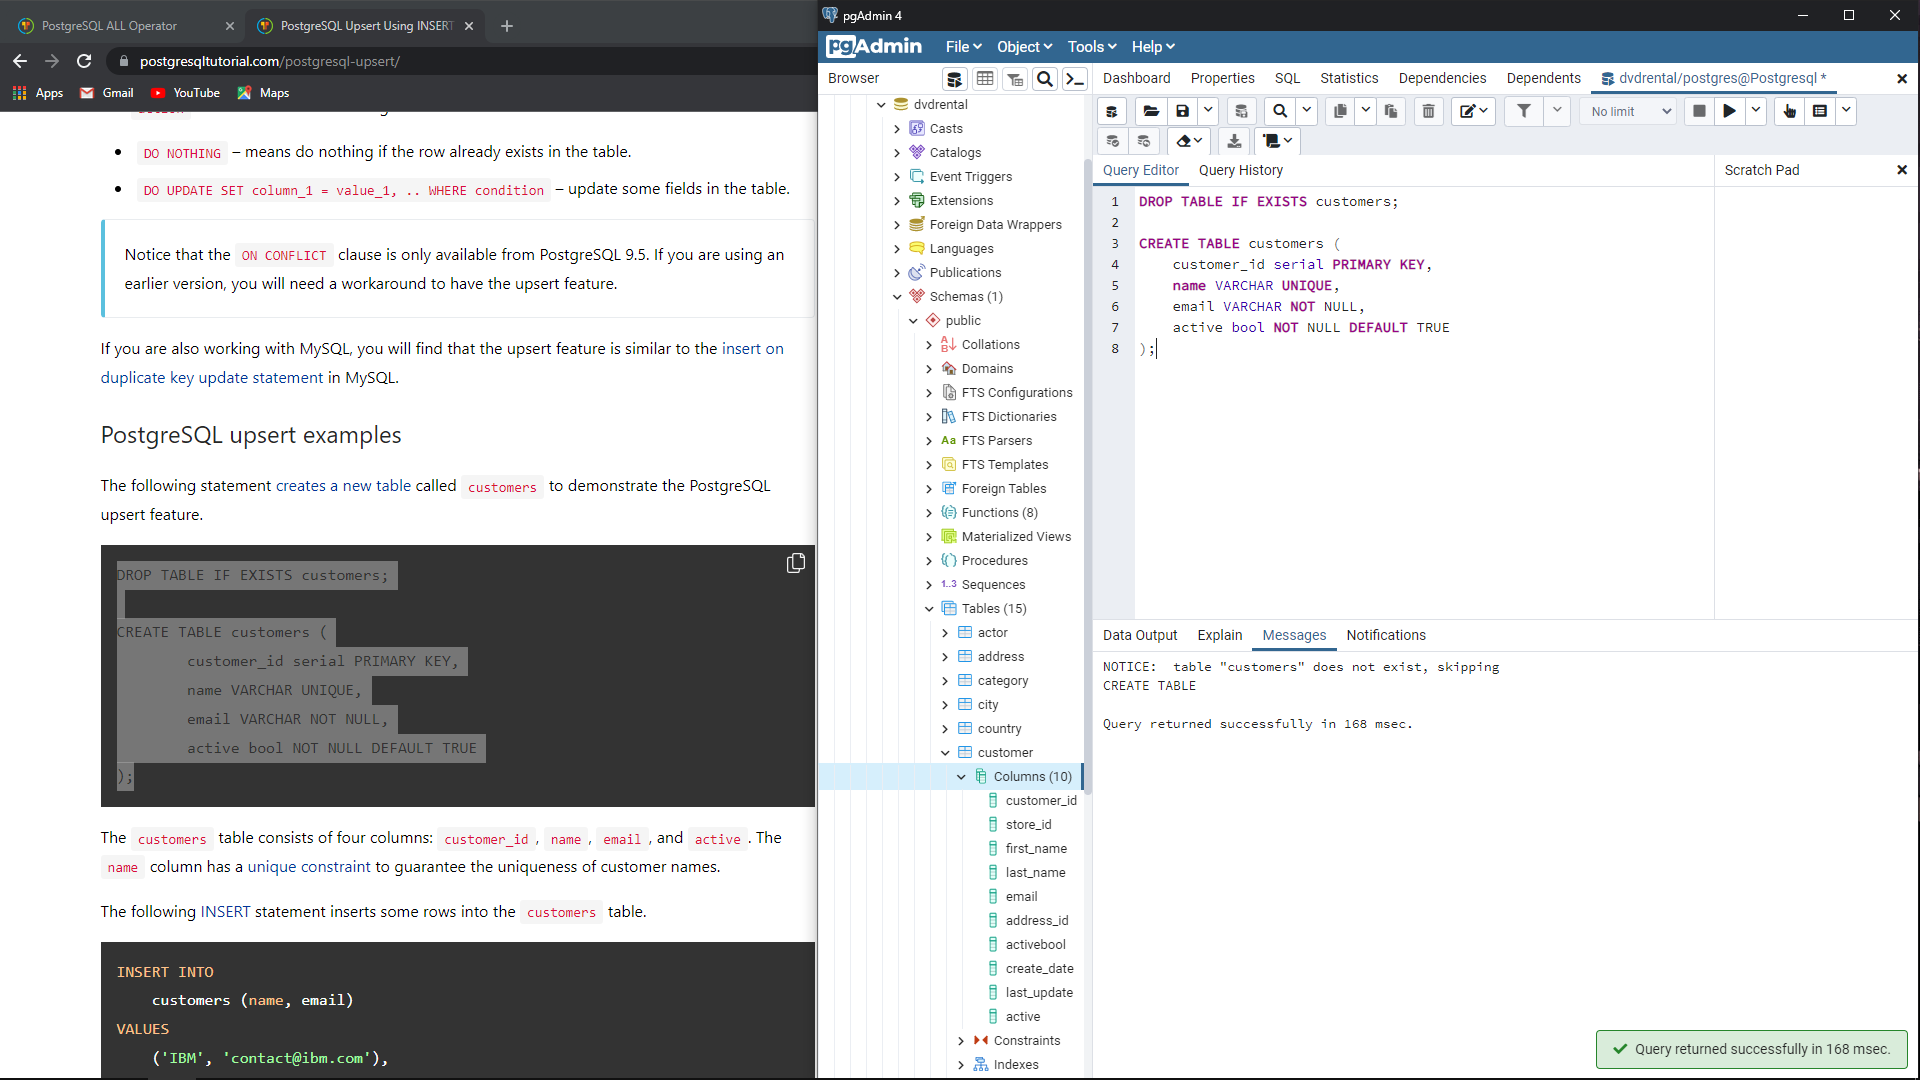 PostgreSQL ALL Operator
PostgreSQL Upsert Using INSERT
postgresqltutorial.com/postgresql-upsert/
Apps
Gmail
YouTube
Maps
DO NOTHING – means do nothing if the row already exists in the table.
DO UPDATE SET column_1 = value_1, .. WHERE condition – update some fields in the table.
Notice that the ON CONFLICT clause is only available from PostgreSQL 9.5. If you are using an
earlier version, you will need a workaround to have the upsert feature.
If you are also working with MySQL, you will find that the upsert feature is similar to the insert on
duplicate key update statement in MySQL.
PostgreSQL upsert examples
The following statement creates a new table called customers to demonstrate the PostgreSQL
upsert feature.
DROP TABLE IF EXISTS customers;
CREATE TABLE customers (
customer_id serial PRIMARY KEY,
name VARCHAR UNIQUE,
email VARCHAR NOT NULL,
active bool NOT NULL DEFAULT TRUE
);
The customers table consists of four columns: customer_id , name , email , and active . The
name column has a unique constraint to guarantee the uniqueness of customer names.
The following INSERT statement inserts some rows into the customers table.
INSERT INTO
customers (name, email)
VALUES
('IBM', 'contact@ibm.com'),
pgAdmin 4
pgAdmin
File
Object
Tools
Help
Browser
dvdrental
Casts
Catalogs
Event Triggers
Extensions
Foreign Data Wrappers
Languages
Publications
Schemas (1)
public
Collations
Domains
FTS Configurations
FTS Dictionaries
Aa FTS Parsers
FTS Templates
Foreign Tables
Functions (8)
Materialized Views
Procedures
1..3 Sequences
Tables (15)
actor
address
category
city
country
customer
Columns (10)
customer_id
store_id
first_name
last_name
email
address_id
activebool
create_date
last_update
active
Constraints
Indexes
Dashboard
Properties
SQL
Statistics
Dependencies
Dependents
dvdrental/postgres@Postgresql *
No limit
Query Editor
Query History
Scratch Pad
1 DROP TABLE IF EXISTS customers;
2
3 CREATE TABLE customers (
4 customer_id serial PRIMARY KEY,
5 name VARCHAR UNIQUE,
6 email VARCHAR NOT NULL,
7 active bool NOT NULL DEFAULT TRUE
8 );
Data Output
Explain
Messages
Notifications
NOTICE: table "customers" does not exist, skipping
CREATE TABLE
Query returned successfully in 168 msec.
Query returned successfully in 168 msec.